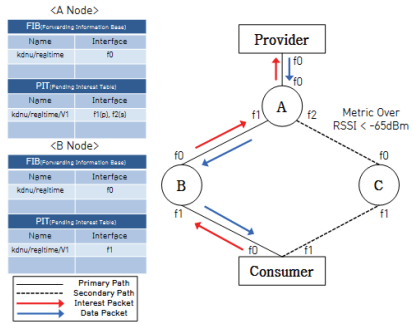 <A Node>
FIB(Forwarding Information Base)
Name Interface
kdnu/realtime f0
PIT(Pending Interest Table)
Name Interface
kdnu/realtime/V1 f1(p), f2(s)
<B Node>
FIB(Forwarding Information Base)
Name Interface
kdnu/realtime f0
PIT(Pending Interest Table)
Name Interface
kdnu/realtime/V1 f1
Primary Path
Secondary Path
Interest Packet
Data Packet
Provider
f0
f0
A
f1
f2
Metric Over
RSSI < -65dBm
f0
f0
B
C
f1
f1
f0
f1
Consumer